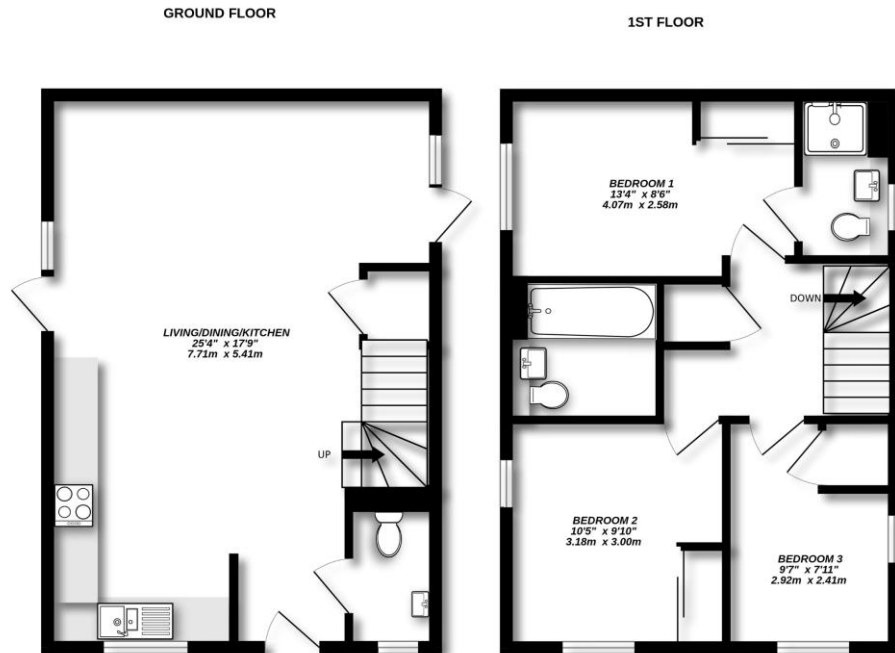 GROUND FLOOR
1ST FLOOR
LIVING/DINING/KITCHEN
25'4" x 17'9"
7.71m x 5.41m
UP
BEDROOM 1
13'4" x 8'6"
4.07m x 2.58m
DOWN
BEDROOM 2
10'5" x 9'10"
3.18m x 3.00m
BEDROOM 3
9'7" x 7'11"
2.92m x 2.41m